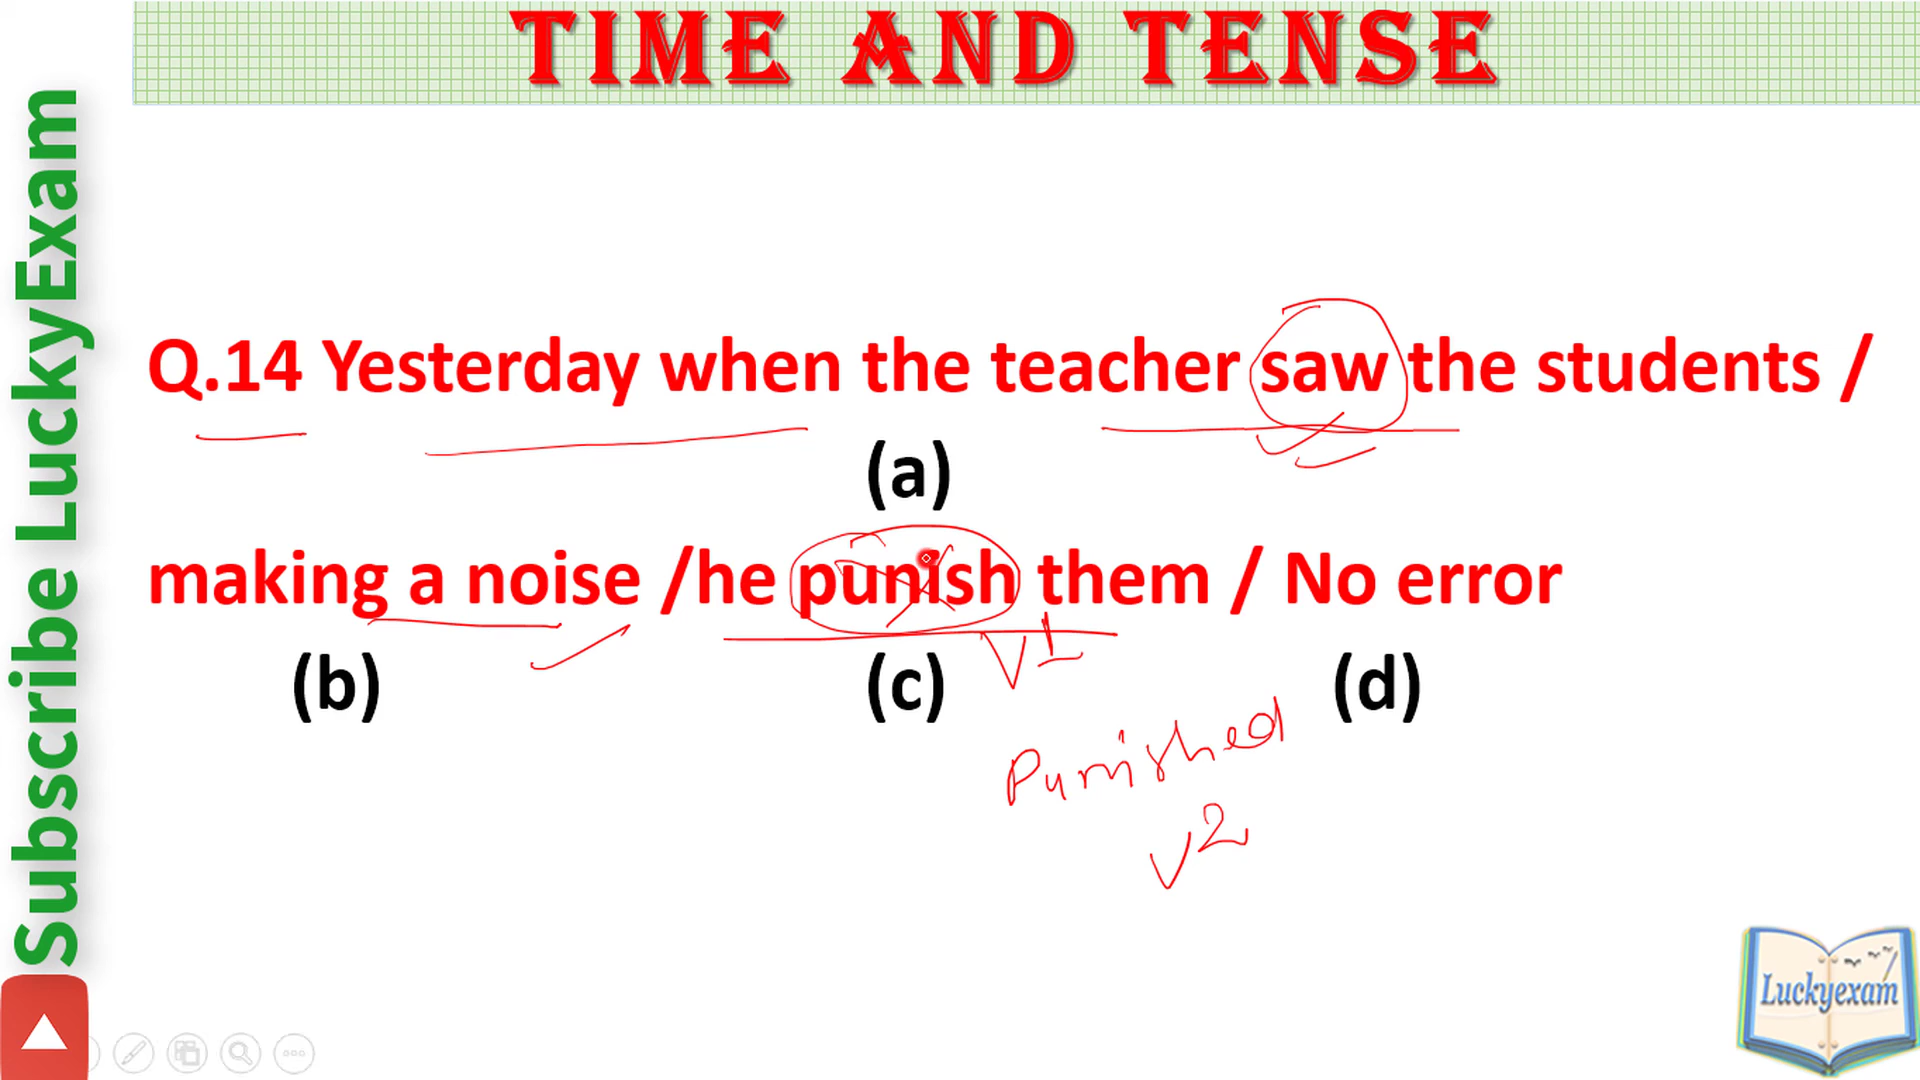 TIME AND TENSE
Subscribe LuckyExam
Q.14 Yesterday when the teacher saw the students /
(a)
making a noise /he punish them / No error
(b) (c) (d)
V1
Punished
V2
Luckyexam